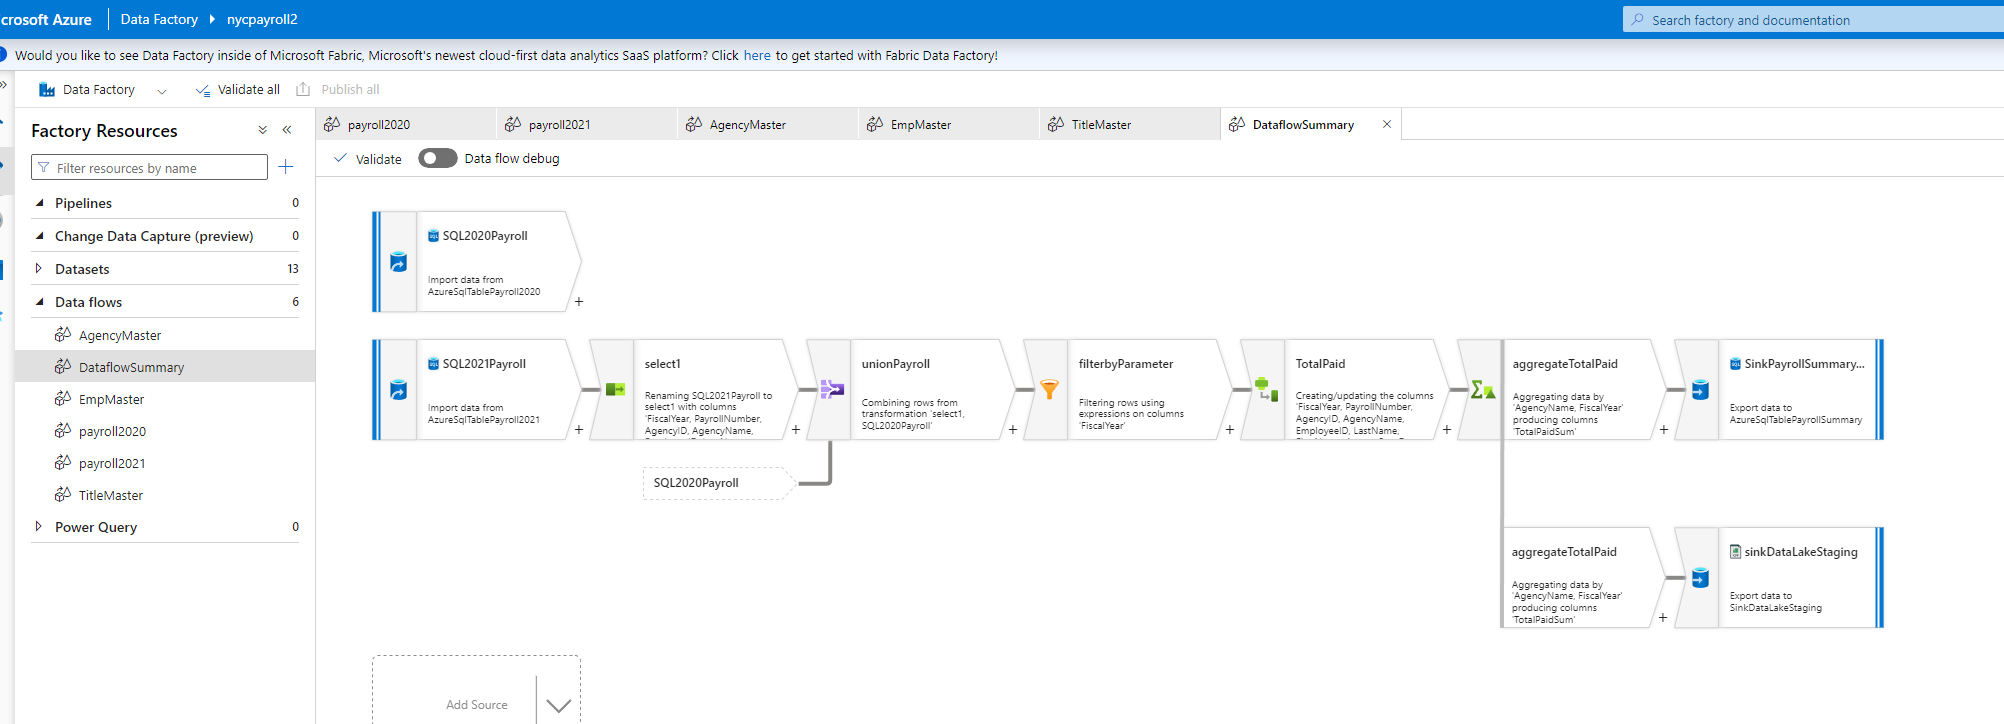 crosoft Azure
Data Factory
nycpayroll2
Search factory and documentation
Would you like to see Data Factory inside of Microsoft Fabric, Microsoft's newest cloud-first data analytics SaaS platform? Click here to get started with Fabric Data Factory!
Data Factory
Validate all
Publish all
Factory Resources
Filter resources by name
Pipelines 0
Change Data Capture (preview) 0
Datasets 13
Data flows 6
AgencyMaster
DataflowSummary
EmpMaster
payroll2020
payroll2021
TitleMaster
Power Query 0
payroll2020
payroll2021
AgencyMaster
EmpMaster
TitleMaster
DataflowSummary
Validate
Data flow debug
SQL2020Payroll
Import data from
AzureSqlTablePayroll2020
SQL2021Payroll
Import data from
AzureSqlTablePayroll2021
select1
Renaming SQL2021Payroll to
select1 with columns
'FiscalYear, PayrollNumber,
AgencyID, AgencyName,
unionPayroll
Combining rows from
transformation 'select1,
SQL2020Payroll'
SQL2020Payroll
filterbyParameter
Filtering rows using
expressions on columns
'FiscalYear'
TotalPaid
Creating/updating the columns
'FiscalYear, PayrollNumber,
AgencyID, AgencyName,
EmployeeID, LastName,
aggregateTotalPaid
Aggregating data by
'AgencyName, FiscalYear'
producing columns
'TotalPaidSum'
SinkPayrollSummary...
Export data to
AzureSqlTablePayrollSummary
aggregateTotalPaid
Aggregating data by
'AgencyName, FiscalYear'
producing columns
'TotalPaidSum'
sinkDataLakeStaging
Export data to
SinkDataLakeStaging
Add Source